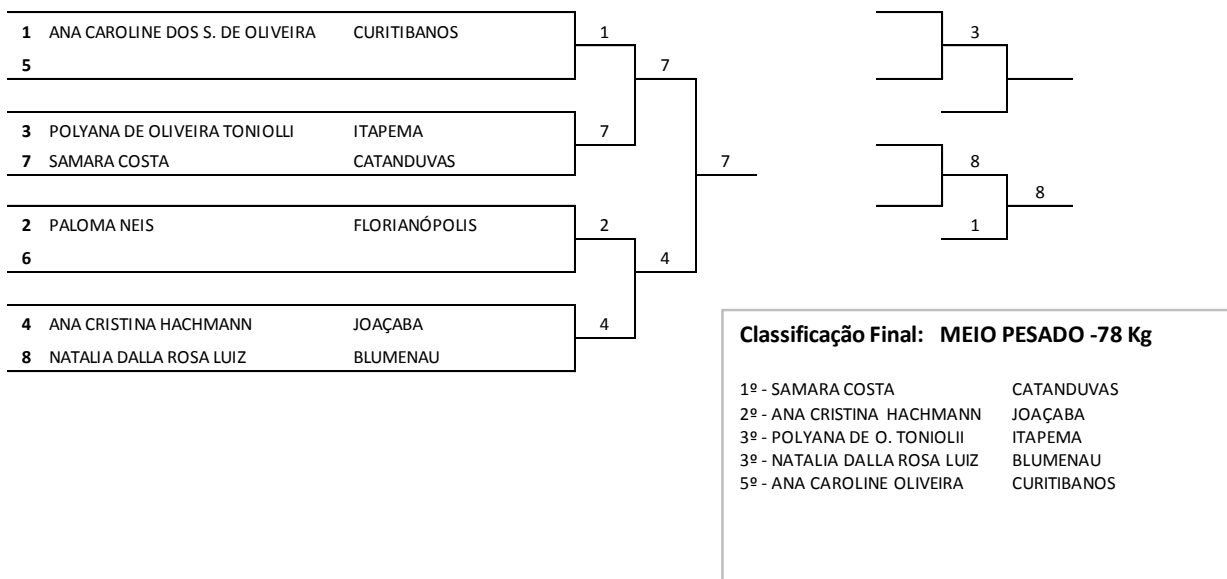 1 ANA CAROLINE DOS S. DE OLIVEIRA CURITIBANOS
5
3 POLYANA DE OLIVEIRA TONIOLLI ITAPEMA
7 SAMARA COSTA CATANDUVAS
2 PALOMA NEIS FLORIANÓPOLIS
6
4 ANA CRISTINA HACHMANN JOAÇABA
8 NATALIA DALLA ROSA LUIZ BLUMENAU
1
7
7
2
4
4
7
3
8
8
1
Classificação Final: MEIO PESADO -78 Kg
1º - SAMARA COSTA CATANDUVAS
2º - ANA CRISTINA HACHMANN JOAÇABA
3º - POLYANA DE O. TONIOLII ITAPEMA
3º - NATALIA DALLA ROSA LUIZ BLUMENAU
5º - ANA CAROLINE OLIVEIRA CURITIBANOS